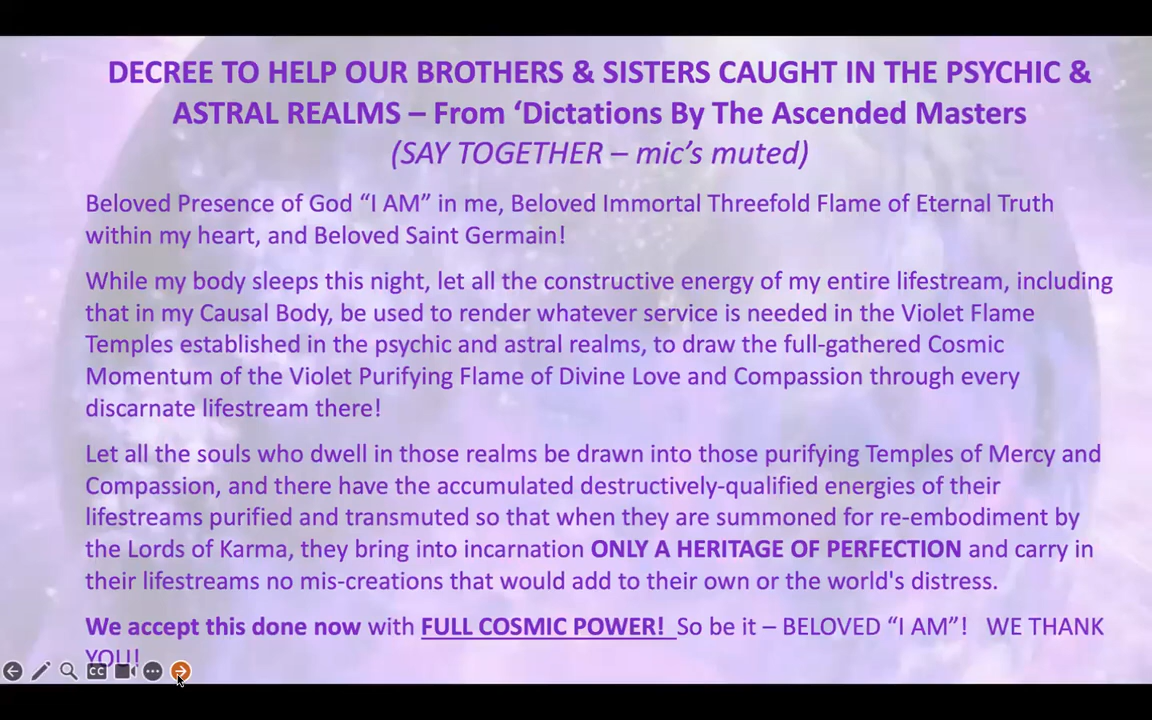 DECREE TO HELP OUR BROTHERS & SISTERS CAUGHT IN THE PSYCHIC &
ASTRAL REALMS – From ‘Dictations By The Ascended Masters
(SAY TOGETHER – mic’s muted)
Beloved Presence of God “I AM” in me, Beloved Immortal Threefold Flame of Eternal Truth
within my heart, and Beloved Saint Germain!
While my body sleeps this night, let all the constructive energy of my entire lifestream, including
that in my Causal Body, be used to render whatever service is needed in the Violet Flame
Temples established in the psychic and astral realms, to draw the full-gathered Cosmic
Momentum of the Violet Purifying Flame of Divine Love and Compassion through every
discarnate lifestream there!
Let all the souls who dwell in those realms be drawn into those purifying Temples of Mercy and
Compassion, and there have the accumulated destructively-qualified energies of their
lifestreams purified and transmuted so that when they are summoned for re-embodiment by
the Lords of Karma, they bring into incarnation ONLY A HERITAGE OF PERFECTION and carry in
their lifestreams no mis-creations that would add to their own or the world's distress.
We accept this done now with FULL COSMIC POWER! So be it – BELOVED “I AM”! WE THANK
YOU!
CC